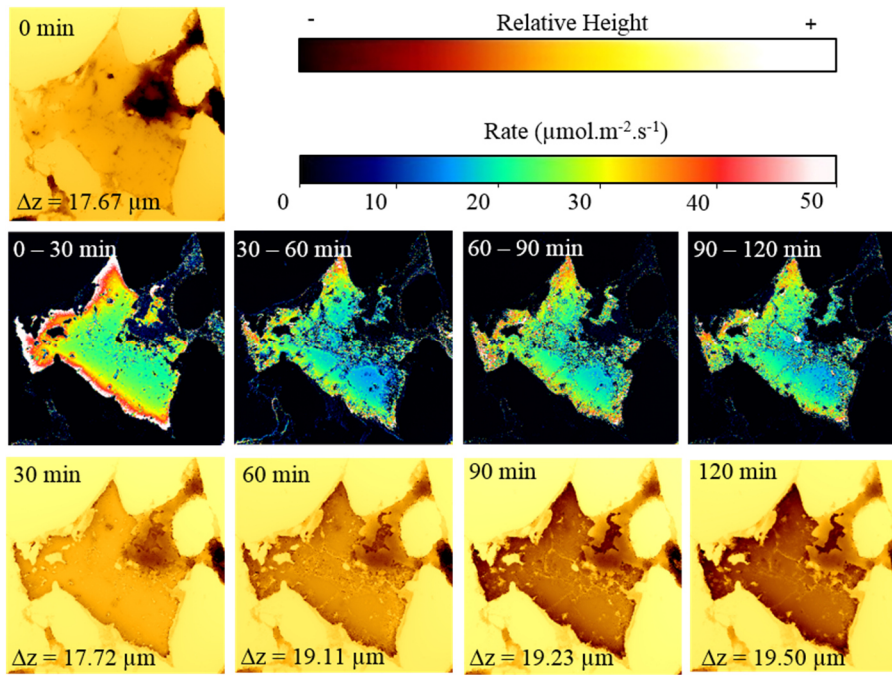 0 min
- Relative Height +
Rate (µmol.m-2.s-1)
0 10 20 30 40 50
Δz = 17.67 µm
0 – 30 min
30 – 60 min
60 – 90 min
90 – 120 min
30 min
60 min
90 min
120 min
Δz = 17.72 µm
Δz = 19.11 µm
Δz = 19.23 µm
Δz = 19.50 µm